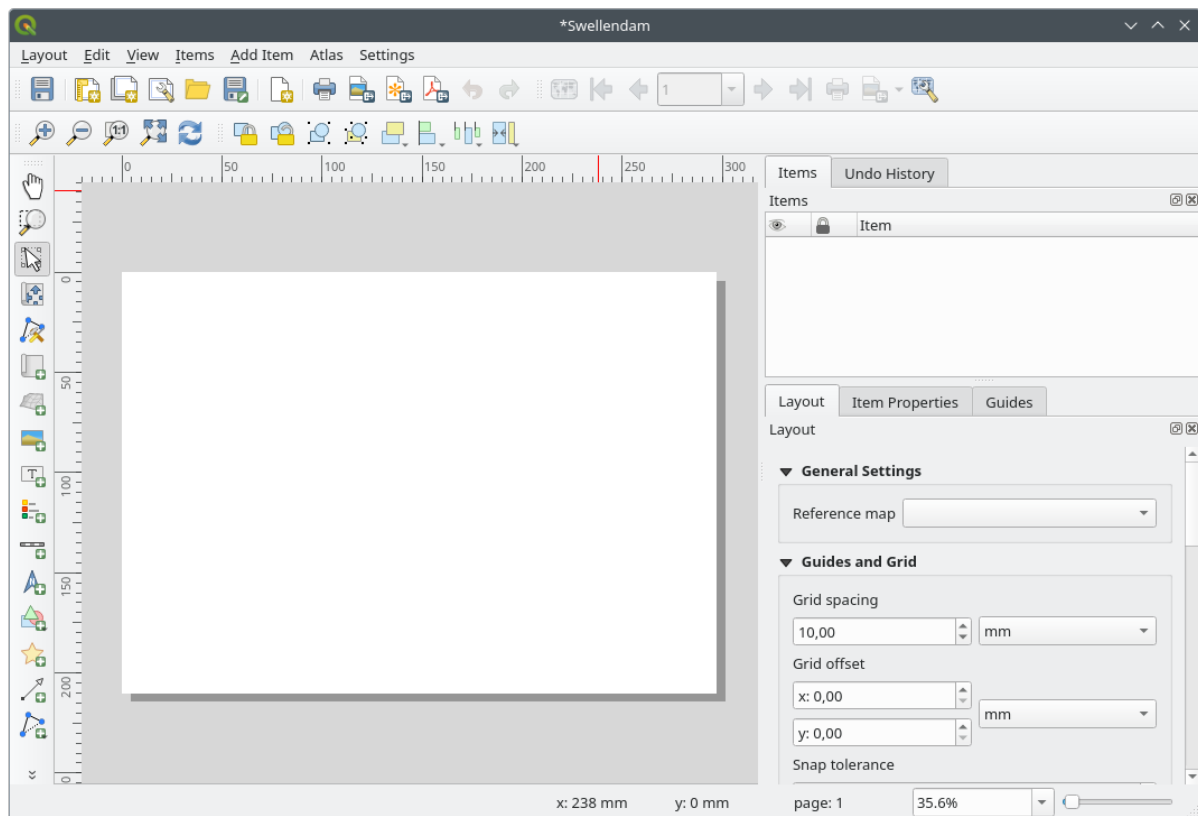 *Swellendam
Layout Edit View Items Add Item Atlas Settings
1
1:1
0 50 100 150 200 250 300
0
50
100
150
200
0
T
Items Undo History
Items
Item
Layout Item Properties Guides
Layout
General Settings
Reference map
Guides and Grid
Grid spacing
10,00 mm
Grid offset
x: 0,00
mm
y: 0,00
Snap tolerance
x: 238 mm y: 0 mm page: 1 35.6%